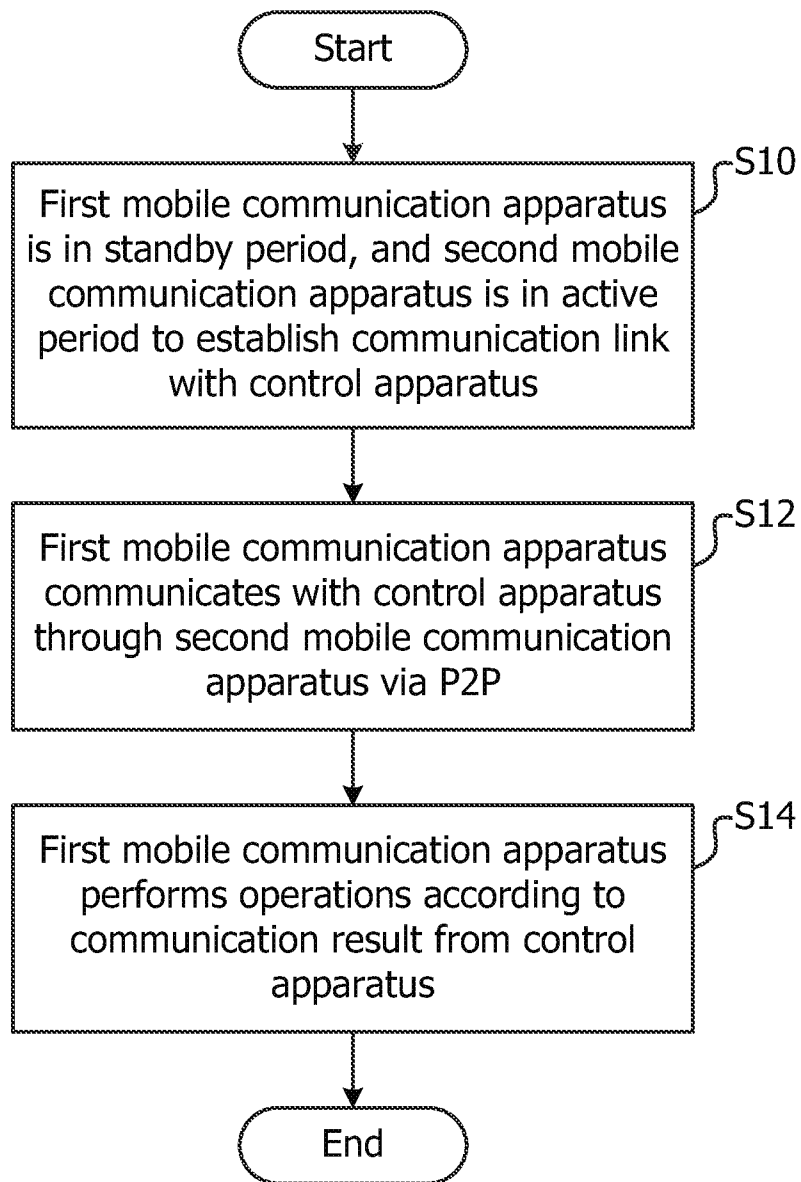 Start
S10
First mobile communication apparatus
is in standby period, and second mobile
communication apparatus is in active
period to establish communication link
with control apparatus
S12
First mobile communication apparatus
communicates with control apparatus
through second mobile communication
apparatus via P2P
S14
First mobile communication apparatus
performs operations according to
communication result from control
apparatus
End